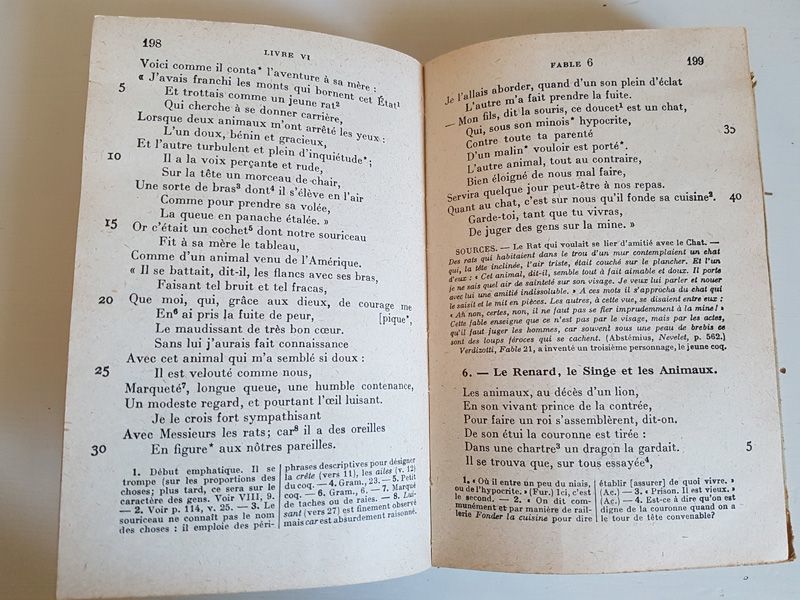 198
LIVRE VI
Voici comme il conta* l'aventure à sa mère :
5 « J'avais franchi les monts qui bornent cet État¹
Et trottais comme un jeune rat²
Qui cherche à se donner carrière,
Lorsque deux animaux m'ont arrêté les yeux :
L'un doux, bénin et gracieux,
Et l'autre turbulent et plein d'inquiétude* ;
10 Il a la voix perçante et rude,
Sur la tête un morceau de chair,
Une sorte de bras³ dont⁴ il s'élève en l'air
Comme pour prendre sa volée,
La queue en panache étalée. »
15 Or c'était un cochet⁵ dont notre souriceau
Fit à sa mère le tableau,
Comme d'un animal venu de l'Amérique.
« Il se battait, dit-il, les flancs avec ses bras,
Faisant tel bruit et tel fracas,
20 Que moi, qui, grâce aux dieux, de courage me
En⁶ ai pris la fuite de peur, [pique*,
Le maudissant de très bon cœur.
Sans lui j'aurais fait connaissance
Avec cet animal qui m'a semblé si doux :
25 Il est velouté comme nous,
Marqueté⁷, longue queue, une humble contenance,
Un modeste regard, et pourtant l'œil luisant.
Je le crois fort sympathisant
Avec Messieurs les rats ; car⁸ il a des oreilles
30 En figure* aux nôtres pareilles.
1. Début emphatique. Il se
trompe (sur les proportions des
choses; plus tard, ce sera sur le
caractère des gens. Voir VIII, 9.
— 2. Voir p. 114, v. 25. — 3. Le
souriceau ne connaît pas le nom
des choses : il emploie des péri-
phrases descriptives pour désigner
la crête (vers 11), les ailes (v. 12)
du coq. — 4. Gram., 23. — 5. Petit
coq. — 6. Gram., 6. — 7. Marqué
de taches ou de raies. — 8. Lui-
sant (vers 27) est finement observé
mais car est absurdement raisonné.
FABLE 6
199
Je l'allais aborder, quand d'un son plein d'éclat
L'autre m'a fait prendre la fuite.
— Mon fils, dit la souris, ce doucet¹ est un chat,
Qui, sous son minois* hypocrite,
Contre toute ta parenté 35
D'un malin* vouloir est porté*.
L'autre animal, tout au contraire,
Bien éloigné de nous mal faire,
Servira quelque jour peut-être à nos repas.
Quant au chat, c'est sur nous qu'il fonde sa cuisine². 40
Garde-toi, tant que tu vivras,
De juger des gens sur la mine. »
SOURCES. — Le Rat qui voulait se lier d'amitié avec le Chat. —
Des rats qui habitaient dans le trou d'un mur contemplaient un chat
qui, la tête inclinée, l'air triste, était couché sur le plancher. Et l'un
d'eux : « Cet animal, dit-il, semble tout à fait aimable et doux. Il porte
je ne sais quel air de sainteté sur son visage. Je veux lui parler et nouer
avec lui une amitié indissoluble. » A ces mots il s'approcha du chat qui
le saisit et le mit en pièces. Les autres, à cette vue, se disaient entre eux :
« Ah non, certes, non, il ne faut pas se fier imprudemment à la mine ! »
Cette fable enseigne que ce n'est pas par le visage, mais par les actes,
qu'il faut juger les hommes, car souvent sous une peau de brebis ce
sont des loups féroces qui se cachent. (Abstémius, Nevelet, p. 562.)
Verdizotti, Fable 21, a inventé un troisième personnage, le jeune coq.
6. — Le Renard, le Singe et les Animaux.
Les animaux, au décès d'un lion,
En son vivant prince de la contrée,
Pour faire un roi s'assemblèrent, dit-on.
De son étui la couronne est tirée :
Dans une chartre³ un dragon la gardait. 5
Il se trouva que, sur tous essayée⁴,
1. « Où il entre un peu du niais,
ou de l'hypocrite. » (Fur.) Ici, c'est
le second. — 2. « On dit com-
munément et par manière de rail-
lerie Fonder la cuisine pour dire
établir [assurer] de quoi vivre. »
(Ac.) — 3. « Prison. Il est vieux. »
(Ac.) — 4. Est-ce à dire qu'on est
digne de la couronne quand on a
le tour de tête convenable?